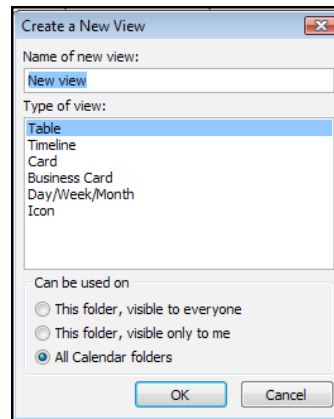 Create a New View
Name of new view:
New view
Type of view:
Table
Timeline
Card
Business Card
Day/Week/Month
Icon
Can be used on
This folder, visible to everyone
This folder, visible only to me
All Calendar folders
OK Cancel